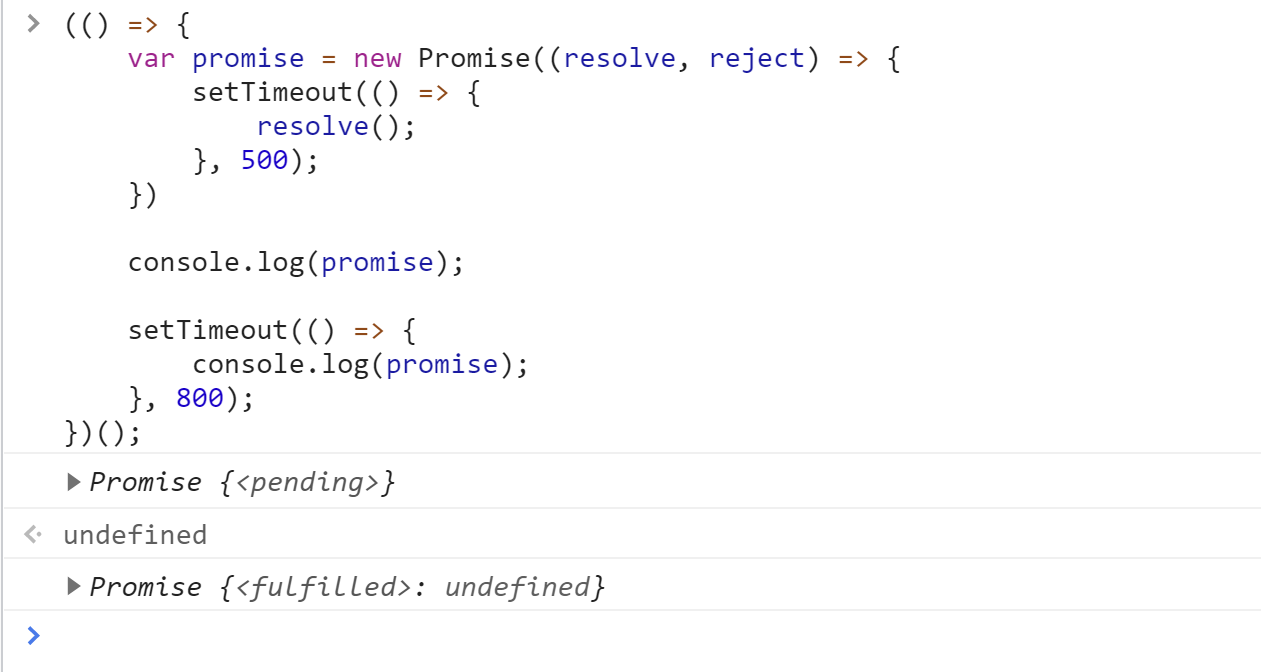 (() => {
    var promise = new Promise((resolve, reject) => {
        setTimeout(() => {
            resolve();
        }, 500);
    })

    console.log(promise);

    setTimeout(() => {
        console.log(promise);
    }, 800);
})();
Promise {<pending>}
undefined
Promise {<fulfilled>: undefined}